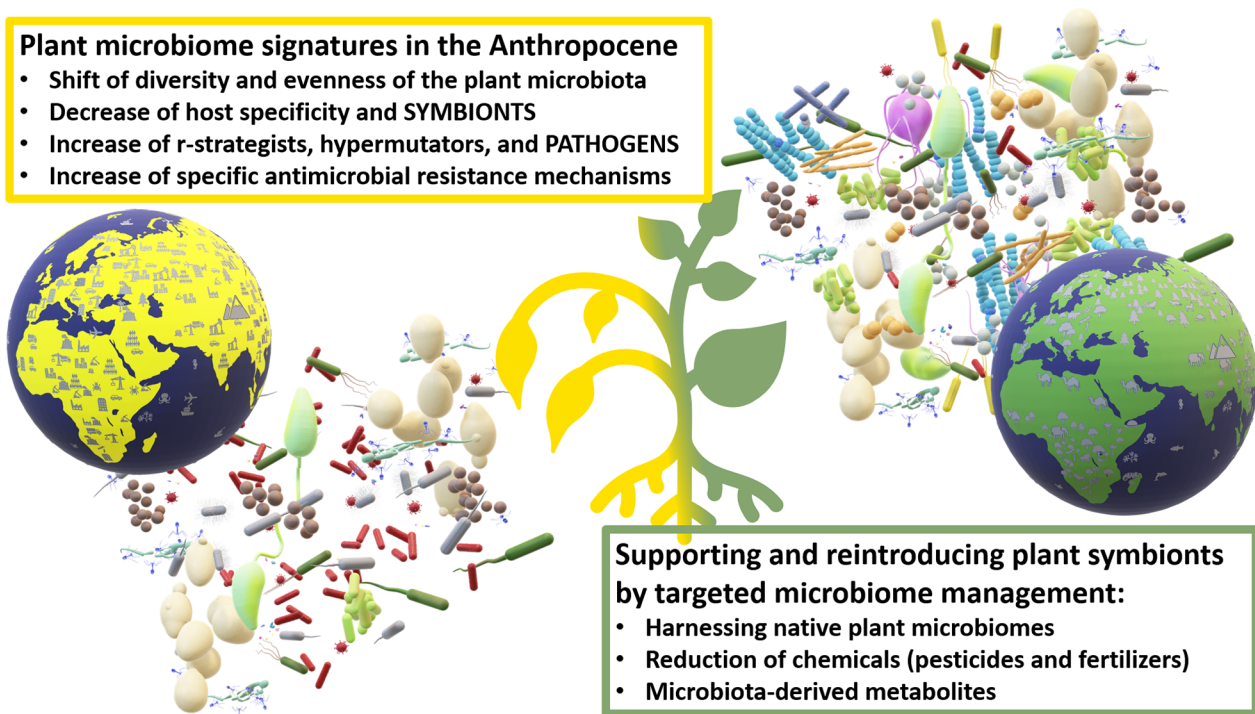 Plant microbiome signatures in the Anthropocene
• Shift of diversity and evenness of the plant microbiota
• Decrease of host specificity and SYMBIONTS
• Increase of r-strategists, hypermutators, and PATHOGENS
• Increase of specific antimicrobial resistance mechanisms
Supporting and reintroducing plant symbionts
by targeted microbiome management:
• Harnessing native plant microbiomes
• Reduction of chemicals (pesticides and fertilizers)
• Microbiota-derived metabolites